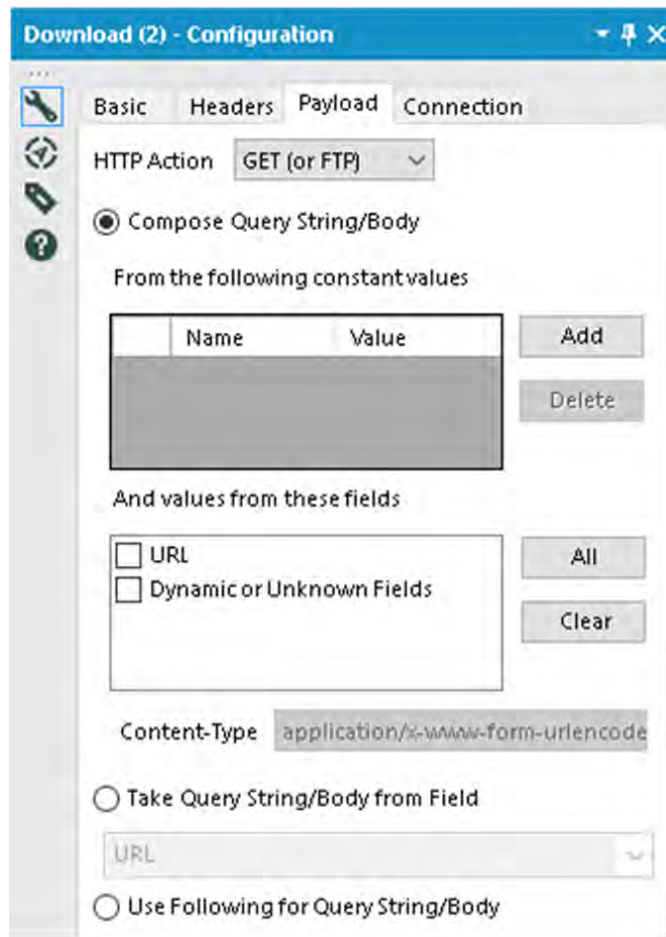 Download (2) - Configuration
Basic Headers Payload Connection
HTTP Action GET (or FTP)
Compose Query String/Body
From the following constant values
Name Value
Add
Delete
And values from these fields
URL
Dynamic or Unknown Fields
All
Clear
Content-Type application/x-www-form-urlencode
Take Query String/Body from Field
URL
Use Following for Query String/Body